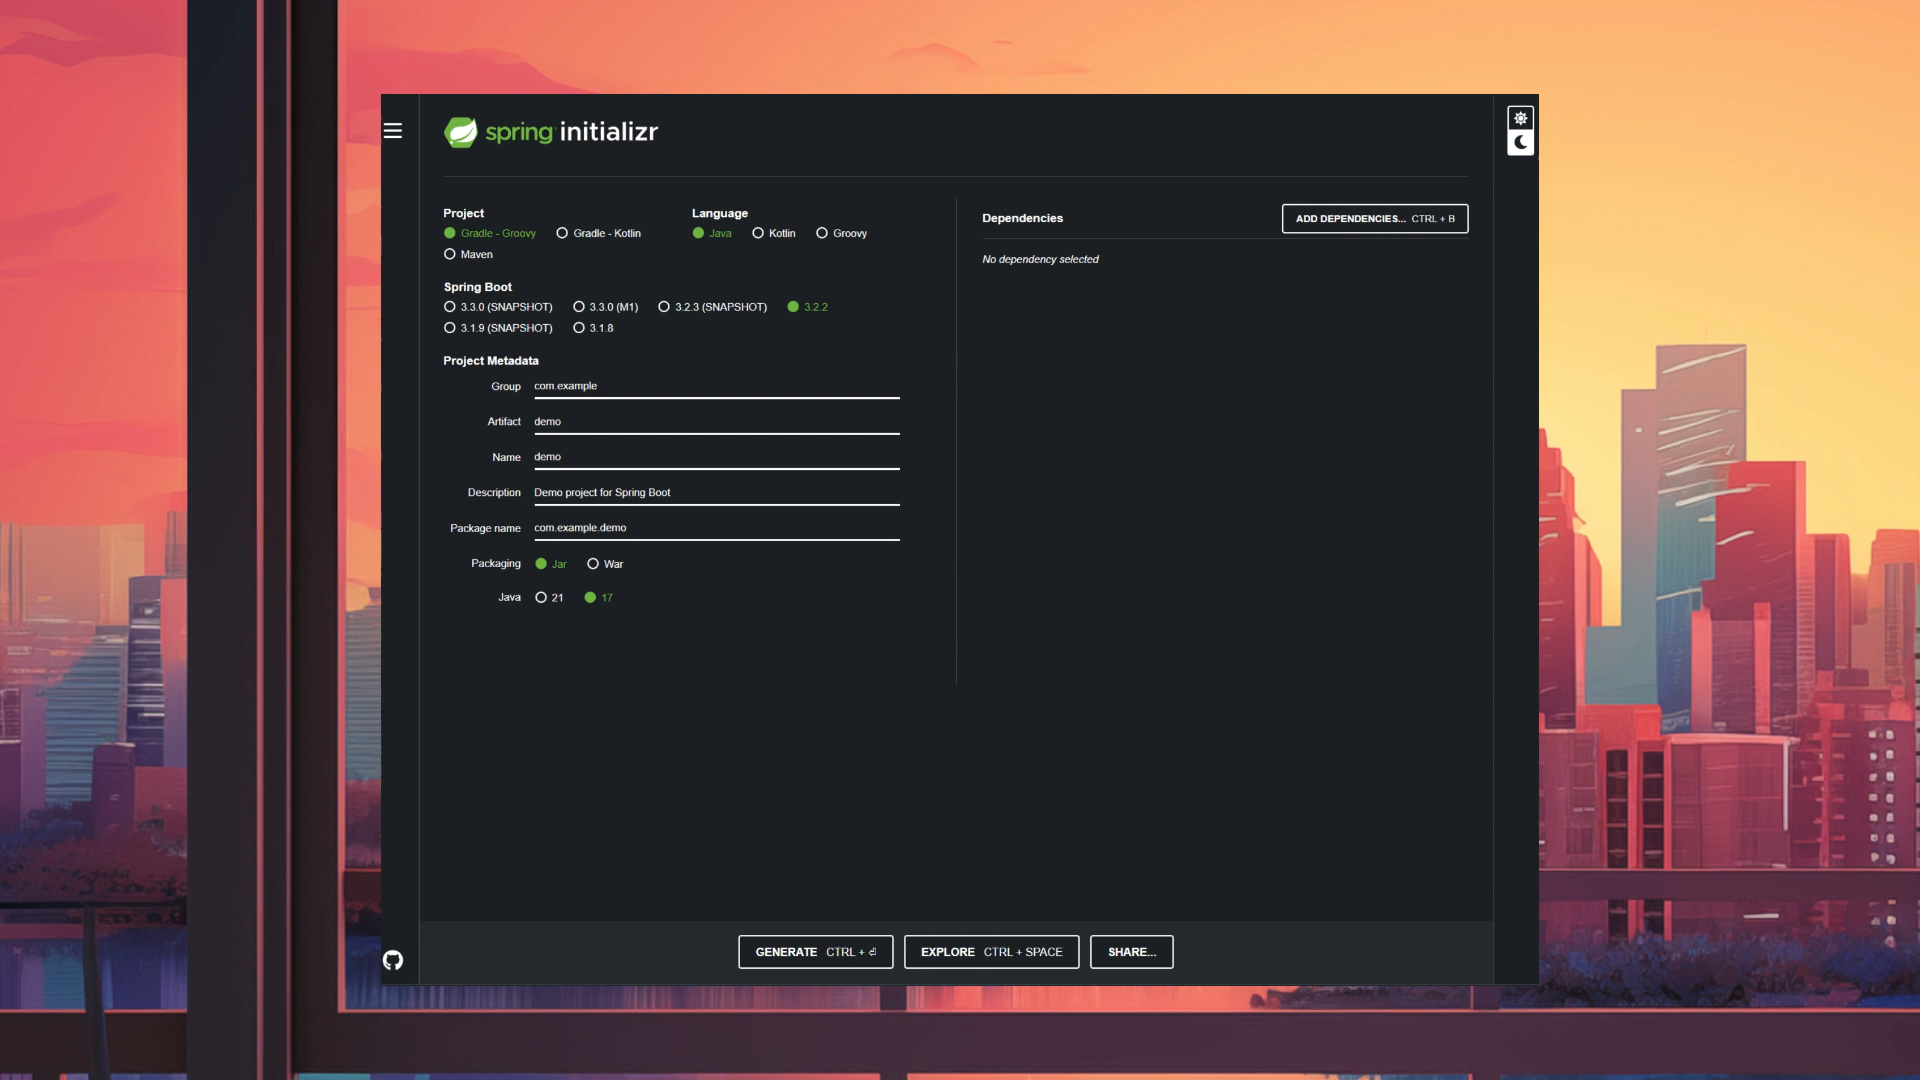 spring initializr
Project
Gradle - Groovy
Gradle - Kotlin
Maven
Language
Java
Kotlin
Groovy
Spring Boot
3.3.0 (SNAPSHOT)
3.3.0 (M1)
3.2.3 (SNAPSHOT)
3.2.2
3.1.9 (SNAPSHOT)
3.1.8
Project Metadata
Group com.example
Artifact demo
Name demo
Description Demo project for Spring Boot
Package name com.example.demo
Packaging Jar War
Java 21 17
Dependencies
ADD DEPENDENCIES... CTRL + B
No dependency selected
GENERATE CTRL + ⏎
EXPLORE CTRL + SPACE
SHARE...